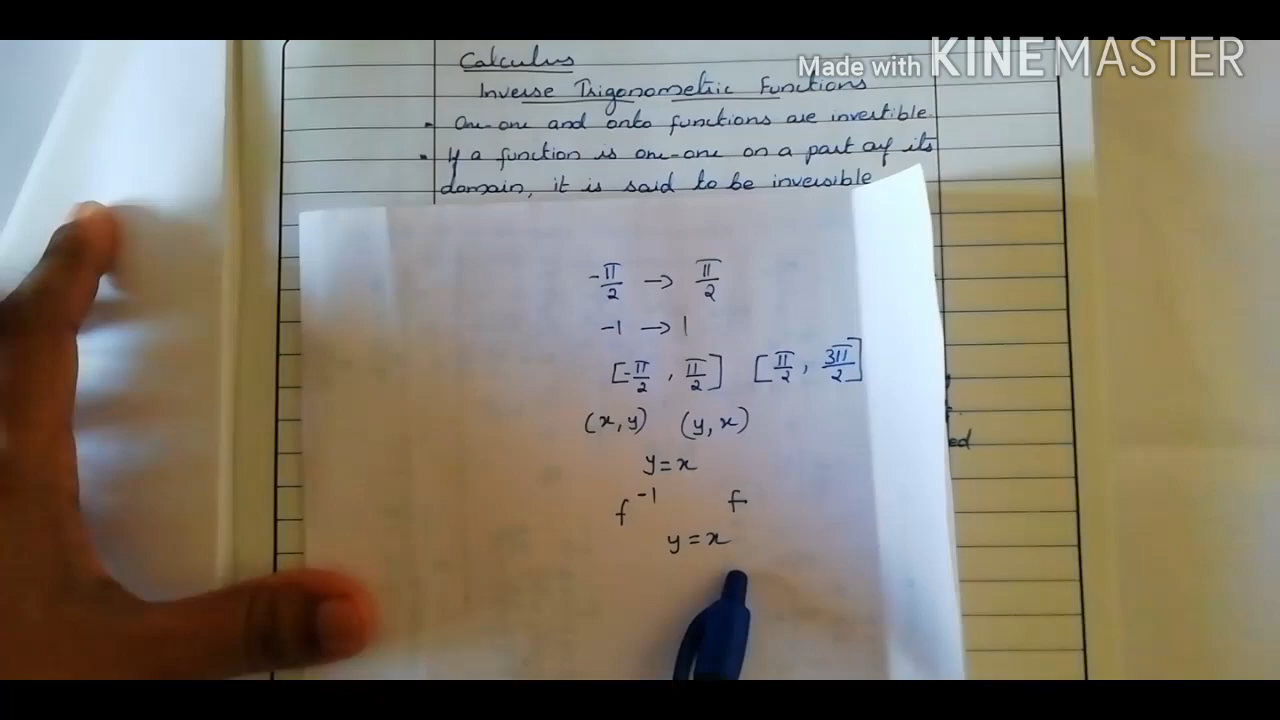 Made with KINEMASTER
Calculus
Inverse Trigonometric Functions
One-one and onto functions are invertible.
If a function is one-one on a part of its
domain, it is said to be inversible
-π/2 → π/2
-1 → 1
[-π/2, π/2] [π/2, 3π/2]
(x, y) (y, x)
y = x
f⁻¹ f
y = x
ed